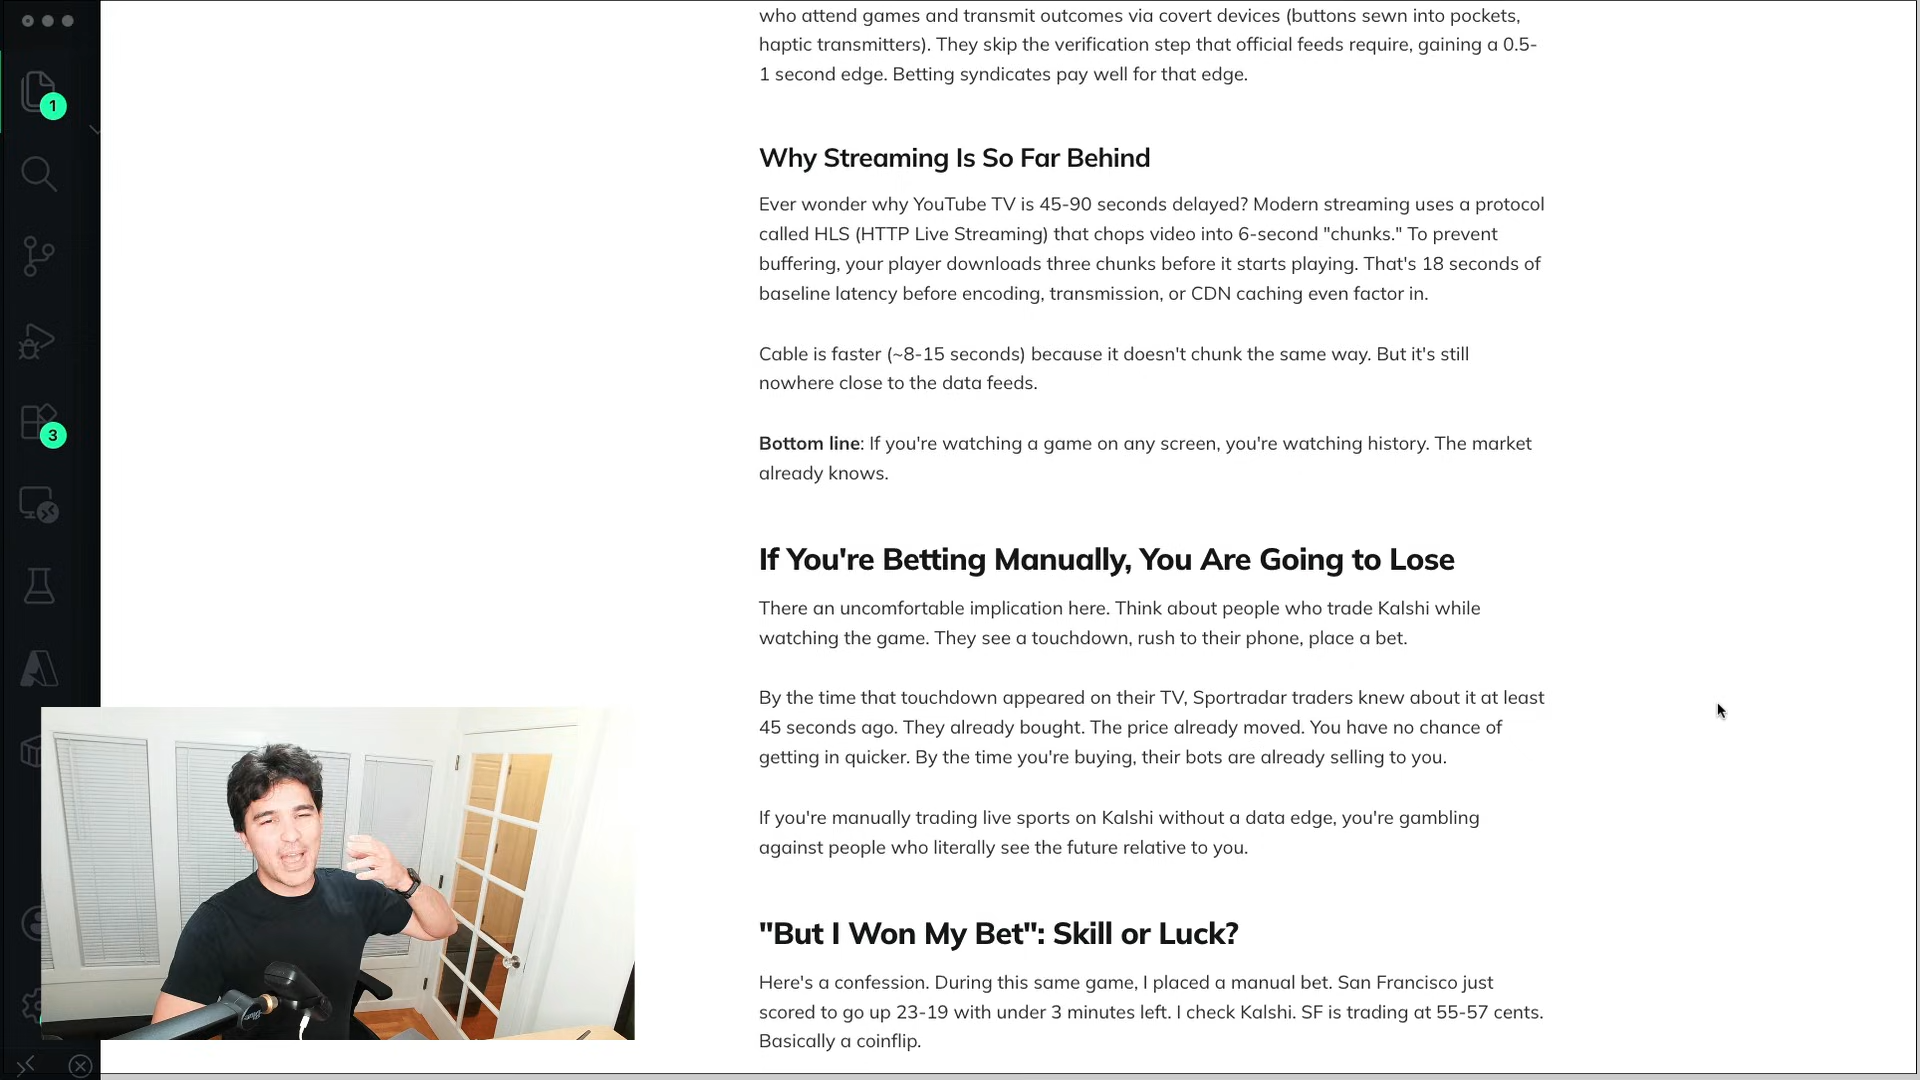 who attend games and transmit outcomes via covert devices (buttons sewn into pockets,
haptic transmitters). They skip the verification step that official feeds require, gaining a 0.5-
1 second edge. Betting syndicates pay well for that edge.
1
Why Streaming Is So Far Behind
Ever wonder why YouTube TV is 45-90 seconds delayed? Modern streaming uses a protocol
called HLS (HTTP Live Streaming) that chops video into 6-second "chunks." To prevent
buffering, your player downloads three chunks before it starts playing. That's 18 seconds of
baseline latency before encoding, transmission, or CDN caching even factor in.
Cable is faster (~8-15 seconds) because it doesn't chunk the same way. But it's still
nowhere close to the data feeds.
3
Bottom line: If you're watching a game on any screen, you're watching history. The market
already knows.
If You're Betting Manually, You Are Going to Lose
There an uncomfortable implication here. Think about people who trade Kalshi while
watching the game. They see a touchdown, rush to their phone, place a bet.
By the time that touchdown appeared on their TV, Sportradar traders knew about it at least
45 seconds ago. They already bought. The price already moved. You have no chance of
getting in quicker. By the time you're buying, their bots are already selling to you.
If you're manually trading live sports on Kalshi without a data edge, you're gambling
against people who literally see the future relative to you.
"But I Won My Bet": Skill or Luck?
Here's a confession. During this same game, I placed a manual bet. San Francisco just
scored to go up 23-19 with under 3 minutes left. I check Kalshi. SF is trading at 55-57 cents.
Basically a coinflip.